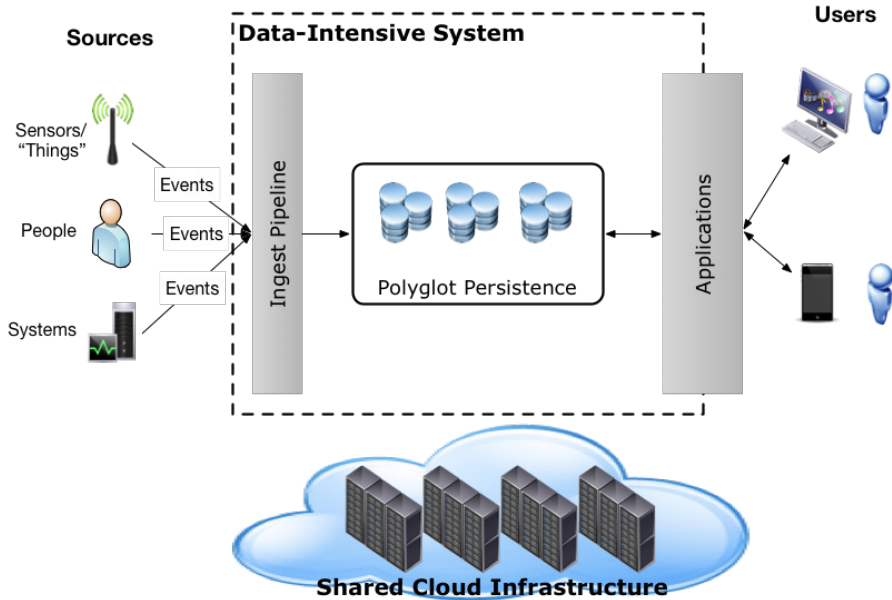 Sources
Data-Intensive System
Users
Sensors/
“Things”
Events
People
Events
Systems
Events
Ingest Pipeline
Polyglot Persistence
Applications
Shared Cloud Infrastructure